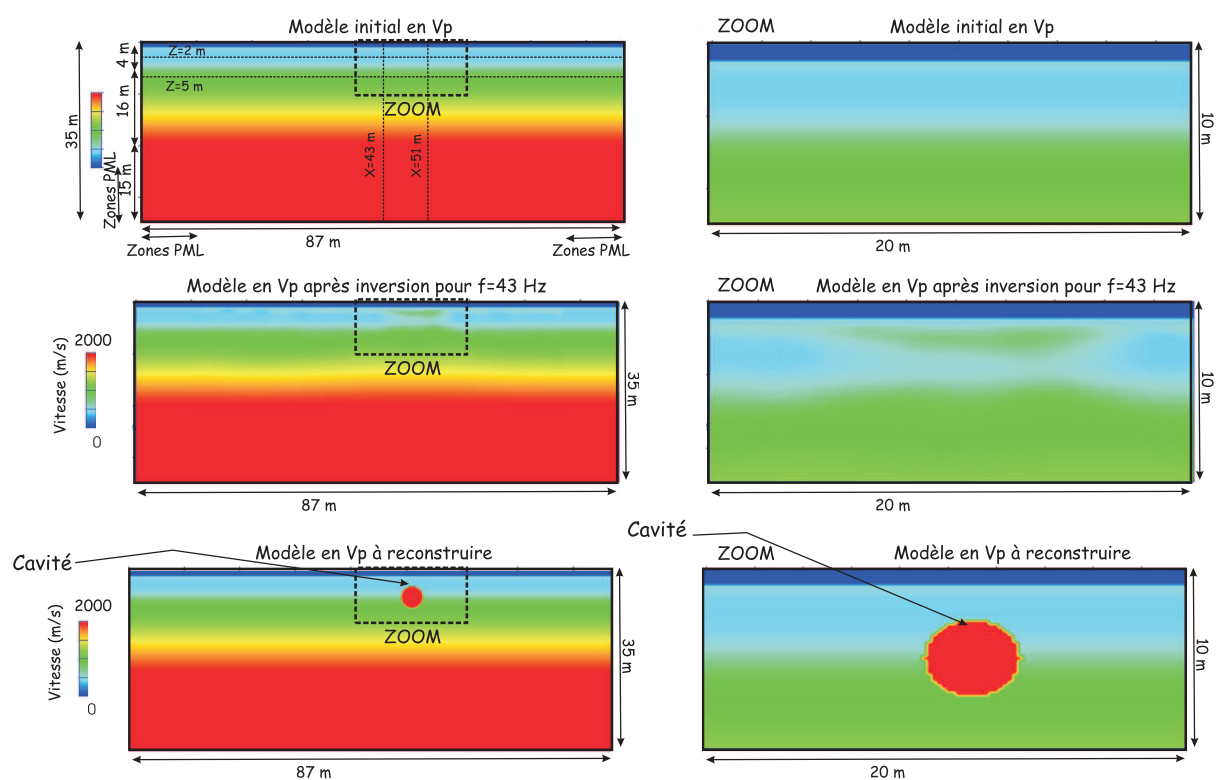 Modèle initial en Vp
Z=2 m
Z=5 m
ZOOM
4 m
16 m
15 m
35 m
Zones PML
X=43 m
X=51 m
87 m
Zones PML
Zones PML
ZOOM
Modèle initial en Vp
10 m
20 m
Modèle en Vp après inversion pour f=43 Hz
ZOOM
Vitesse (m/s)
2000
0
35 m
87 m
ZOOM
Modèle en Vp après inversion pour f=43 Hz
10 m
20 m
Cavité
Modèle en Vp à reconstruire
ZOOM
Vitesse (m/s)
2000
0
35 m
87 m
Cavité
ZOOM
Modèle en Vp à reconstruire
10 m
20 m